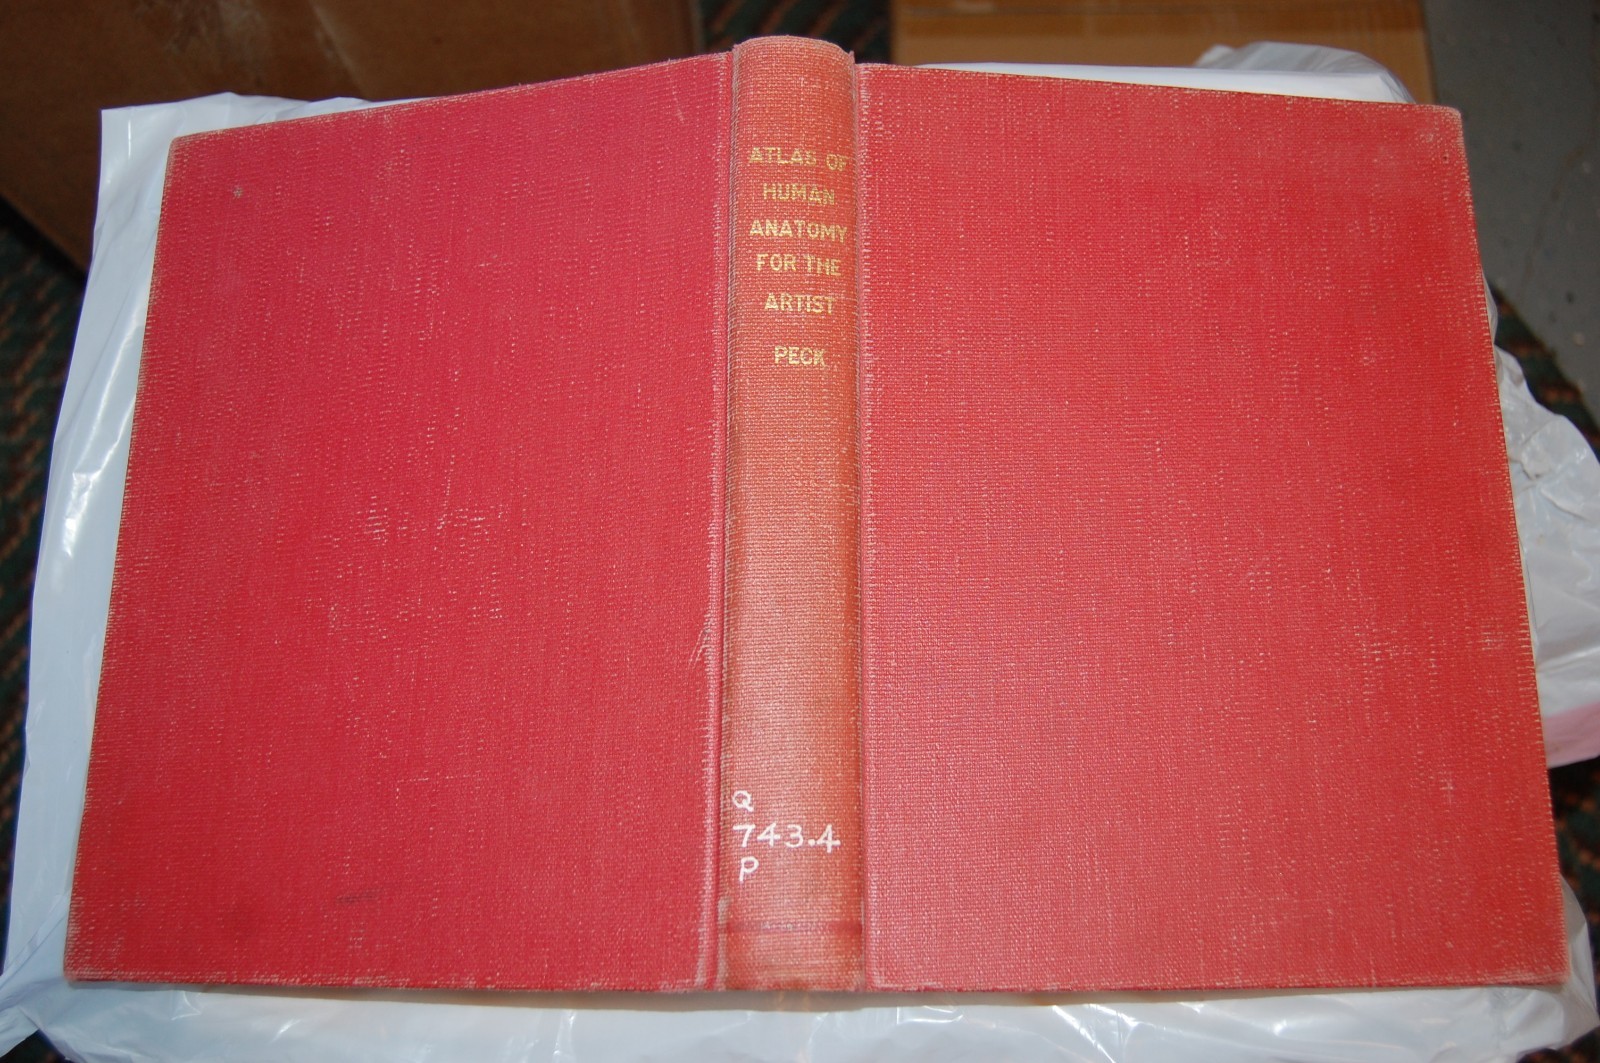 ATLAS OF
HUMAN
ANATOMY
FOR THE
ARTIST
PECK
Q
743.4
P